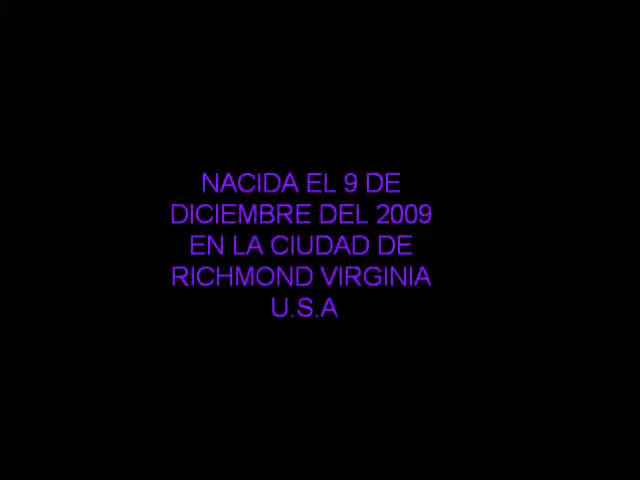 NACIDA EL 9 DE
DICIEMBRE DEL 2009
EN LA CIUDAD DE
RICHMOND VIRGINIA
U.S.A